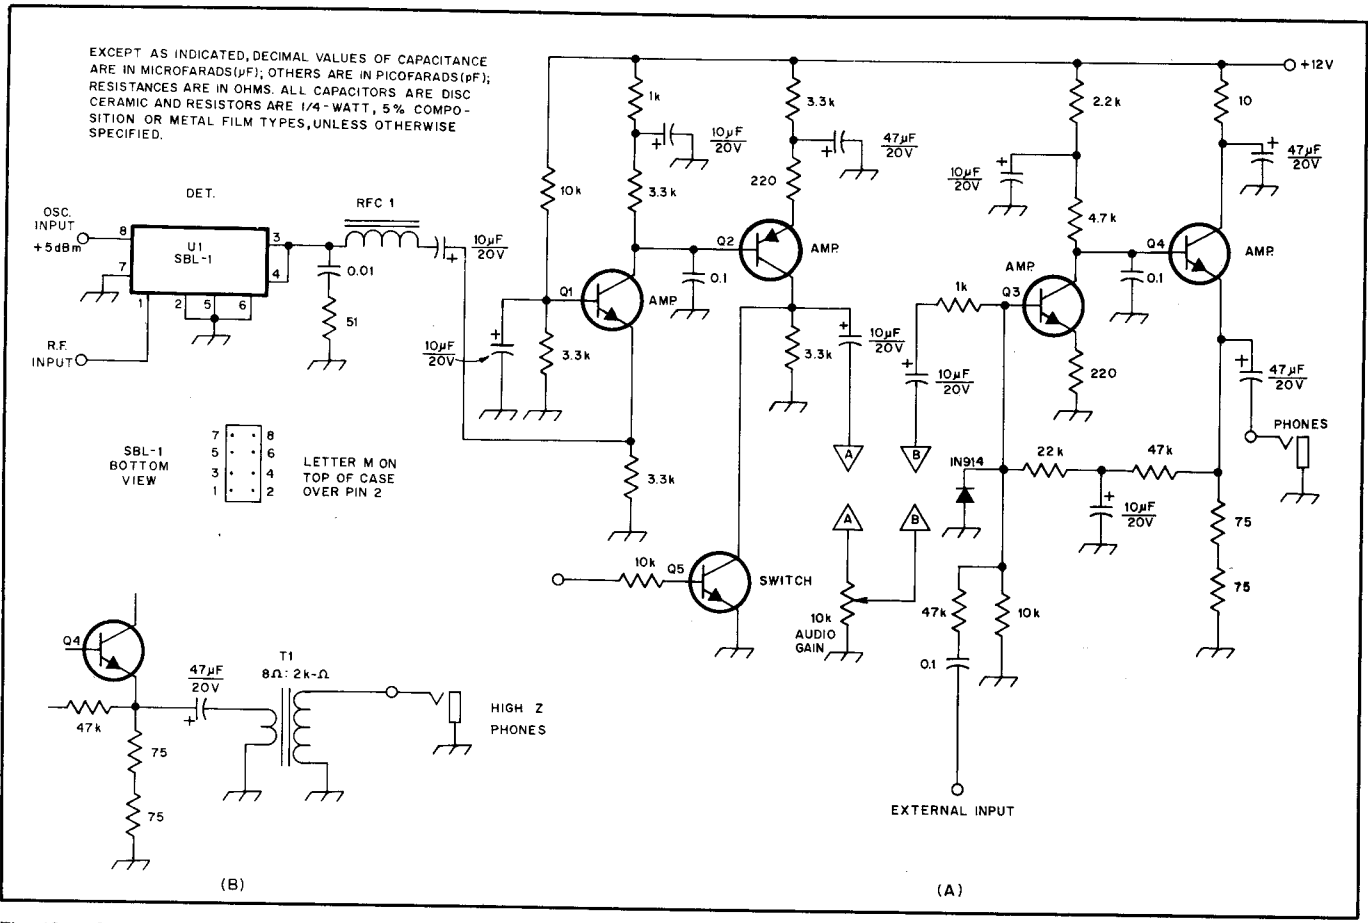 EXCEPT AS INDICATED, DECIMAL VALUES OF CAPACITANCE
ARE IN MICROFARADS (µF); OTHERS ARE IN PICOFARADS (pF);
RESISTANCES ARE IN OHMS. ALL CAPACITORS ARE DISC
CERAMIC AND RESISTORS ARE 1/4-WATT, 5% COMPO-
SITION OR METAL FILM TYPES, UNLESS OTHERWISE
SPECIFIED.
DET.
OSC.
INPUT
+5dBm
8
7
1
U1
SBL-1
3
4
2
5
6
R.F.
INPUT
0.01
51
RFC 1
10µF
20V
10µF
20V
10k
3.3k
Q1
AMP.
1k
10µF
20V
3.3k
0.1
3.3k
Q2
AMP.
3.3k
47µF
20V
220
3.3k
10µF
20V
A
B
A
B
10k
Q5
SWITCH
10k
AUDIO
GAIN
10µF
20V
1k
Q3
AMP.
220
2.2k
10µF
20V
4.7k
0.1
Q4
AMP.
10
47µF
20V
+12V
47µF
20V
PHONES
1N914
22k
47k
10µF
20V
75
75
47k
10k
0.1
EXTERNAL INPUT
(A)
SBL-1
BOTTOM
VIEW
7
8
5
6
3
4
1
2
LETTER M ON
TOP OF CASE
OVER PIN 2
Q4
47k
47µF
20V
T1
8Ω:2k-Ω
75
75
HIGH Z
PHONES
(B)